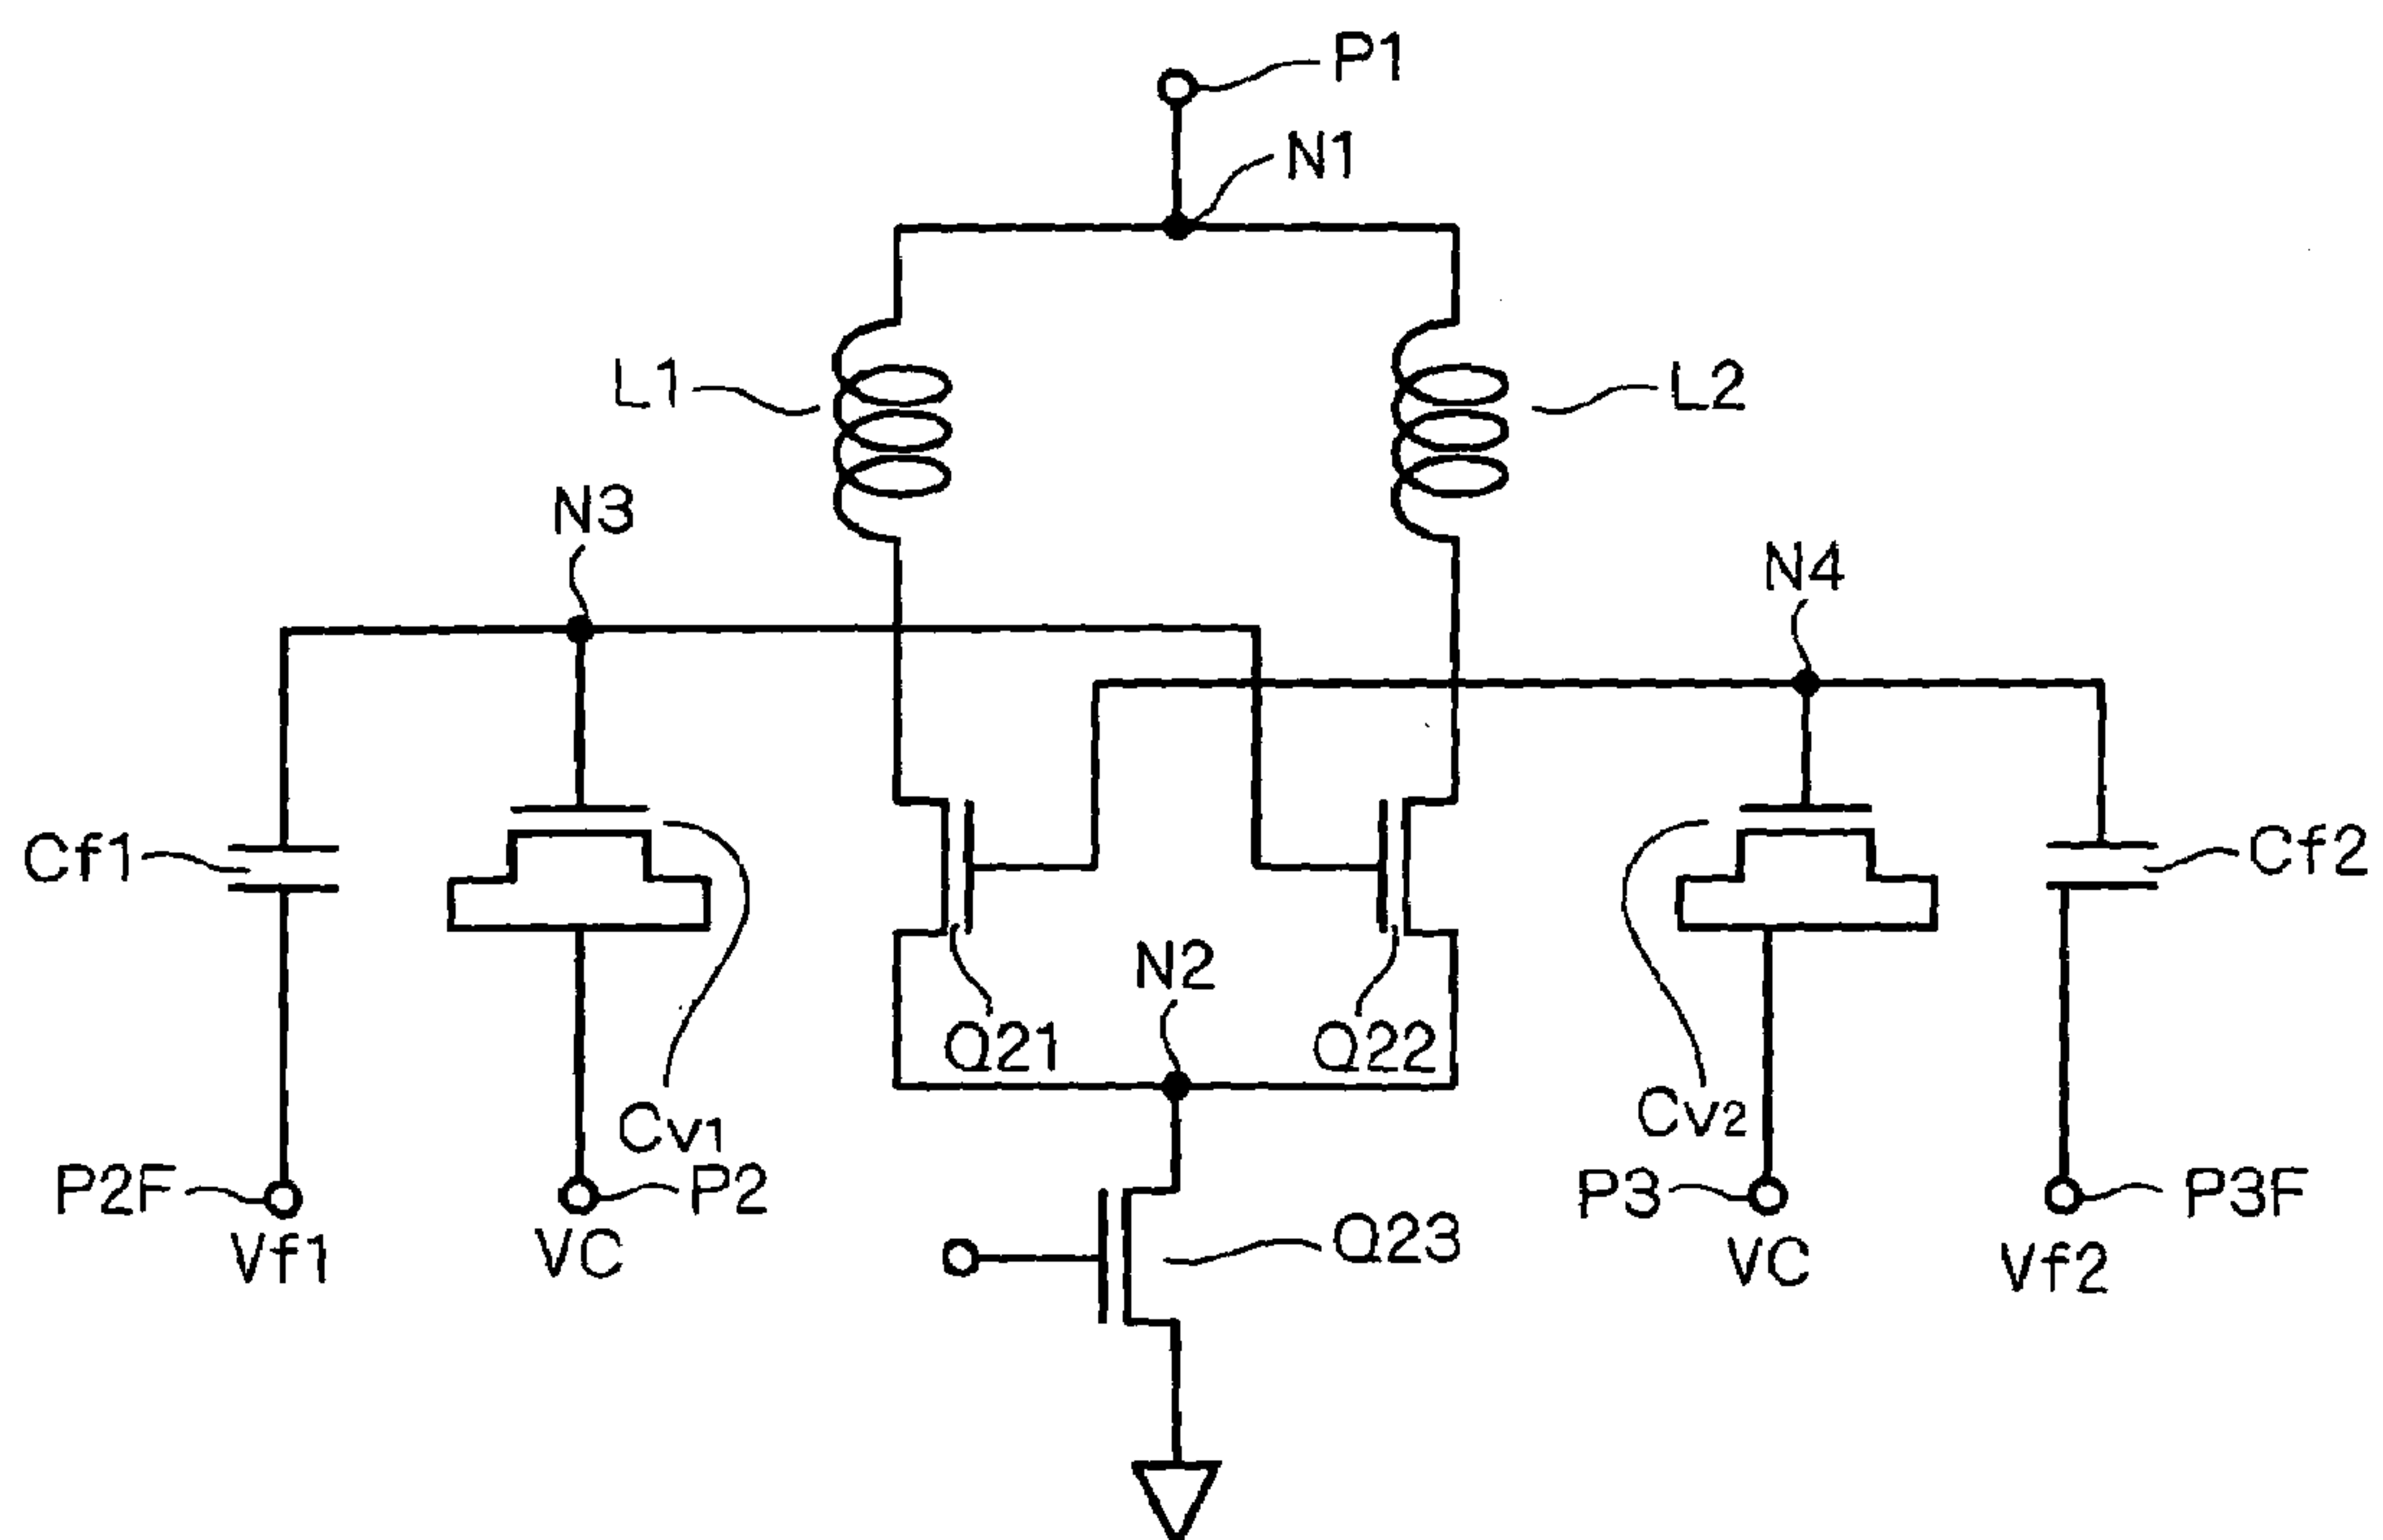 P1
N1
L1
L2
N3
N4
Cf1
Cf2
N2
Q21
Q22
Cv1
Cv2
P2F
P2
P3
P3F
Vf1
VC
Q23
VC
Vf2